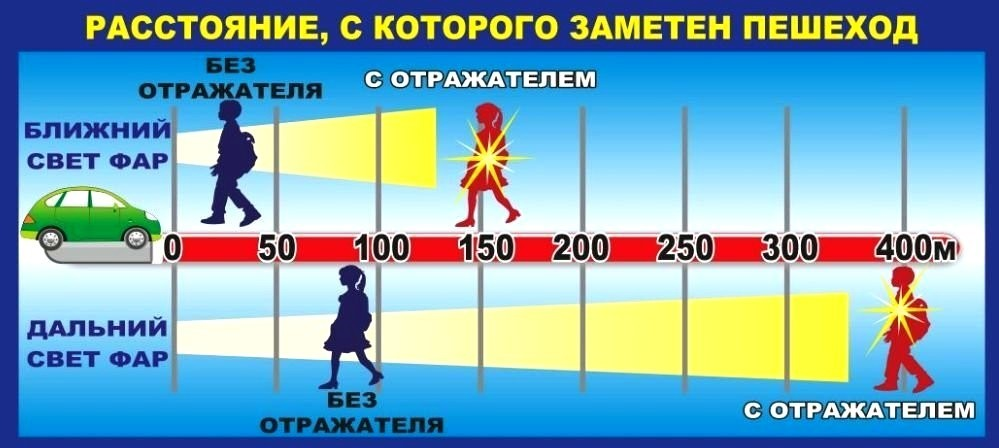 РАССТОЯНИЕ, С КОТОРОГО ЗАМЕТЕН ПЕШЕХОД
БЕЗ
ОТРАЖАТЕЛЯ
С ОТРАЖАТЕЛЕМ
БЛИЖНИЙ
СВЕТ ФАР
0 50 100 150 200 250 300 400м
ДАЛЬНИЙ
СВЕТ ФАР
БЕЗ
ОТРАЖАТЕЛЯ
С ОТРАЖАТЕЛЕМ